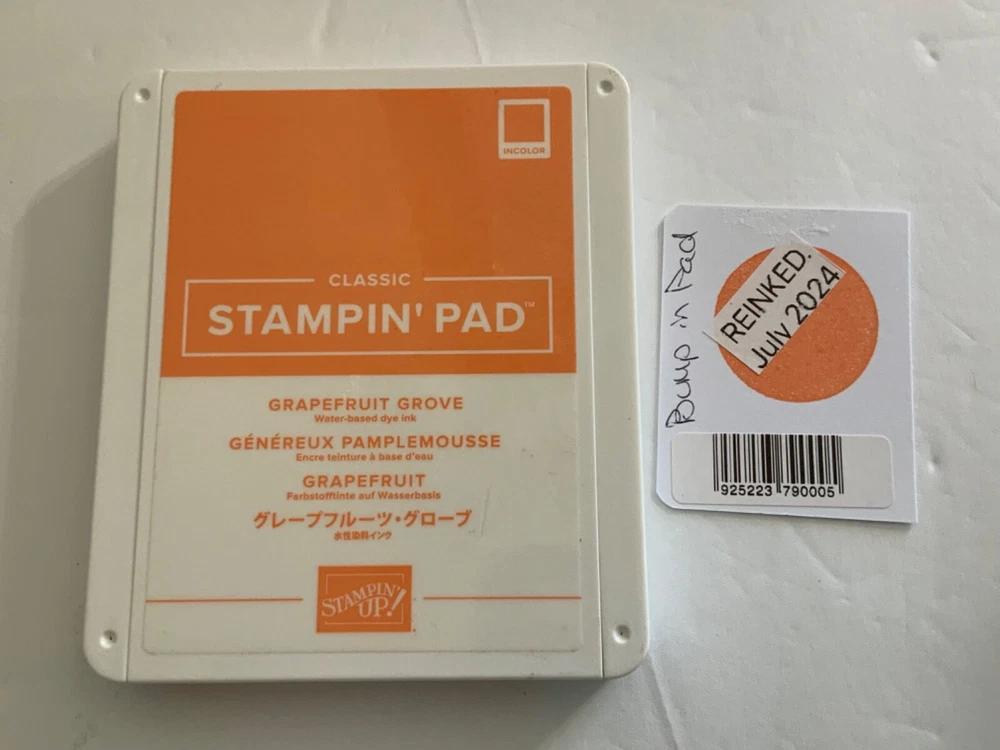 INCOLOR
CLASSIC
STAMPIN' PAD™
GRAPEFRUIT GROVE
Water-based dye ink
GÉNÉREUX PAMPLEMOUSSE
Encre teinture à base d'eau
GRAPEFRUIT
Farbstofftinte auf Wasserbasis
グレープフルーツ・グローブ
水性染料インク
STAMPIN'
UP!
Bump in Pad
REINKED.
July 2024
925223 790005